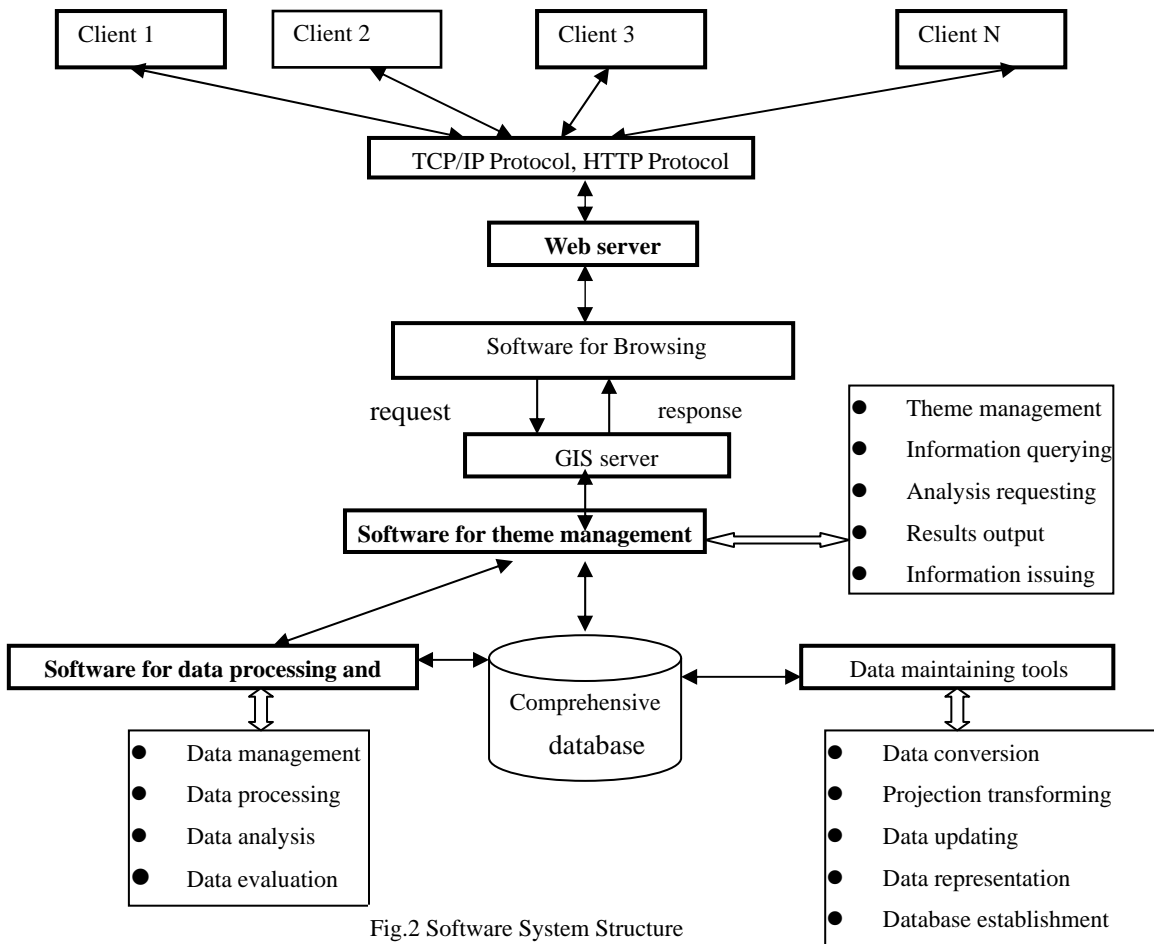 Client 1
Client 2
Client 3
Client N
TCP/IP Protocol, HTTP Protocol
Web server
Software for Browsing
request
response
GIS server
Software for theme management
● Theme management
● Information querying
● Analysis requesting
● Results output
● Information issuing
Software for data processing and
Comprehensive
database
Data maintaining tools
● Data management
● Data processing
● Data analysis
● Data evaluation
● Data conversion
● Projection transforming
● Data updating
● Data representation
● Database establishment
Fig.2 Software System Structure